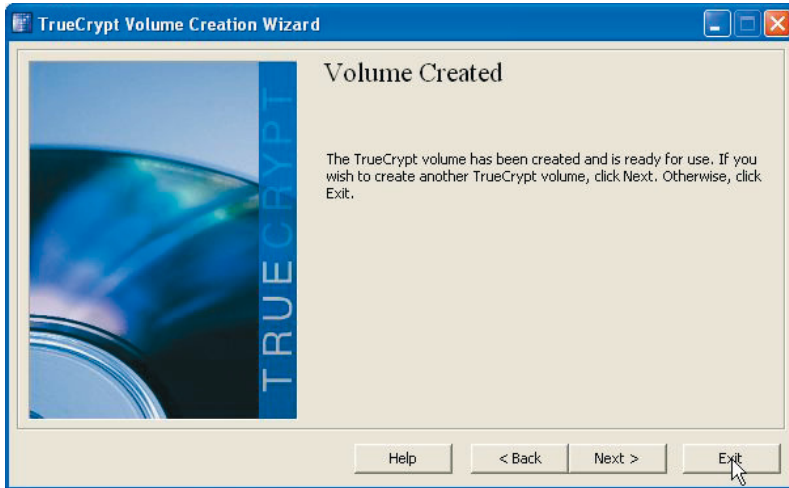 TrueCrypt Volume Creation Wizard
Volume Created
TRUECRYPT
The TrueCrypt volume has been created and is ready for use. If you
wish to create another TrueCrypt volume, click Next. Otherwise, click
Exit.
Help
< Back
Next >
Exit